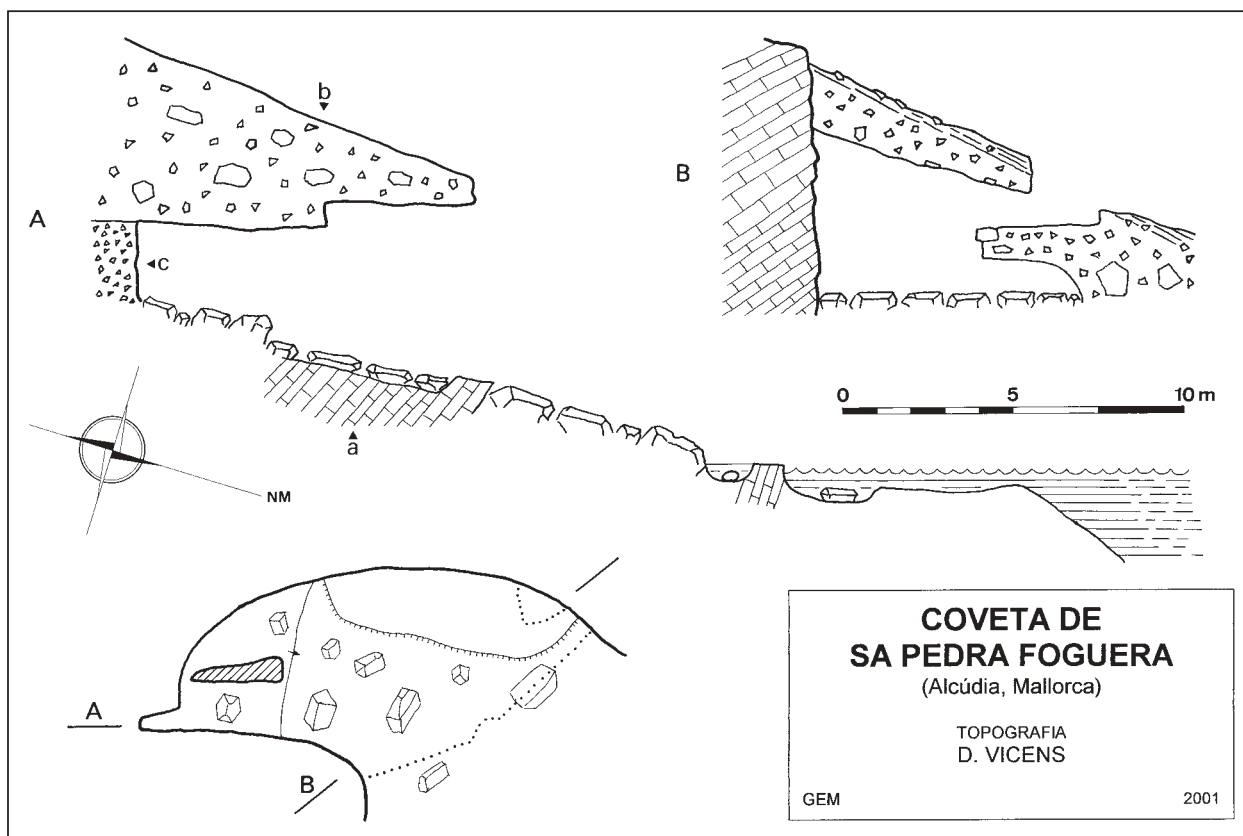 b
A
c
a
B
0 5 10 m
NM
A
B
COVETA DE
SA PEDRA FOGUERA
(Alcúdia, Mallorca)
TOPOGRAFIA
D. VICENS
GEM 2001